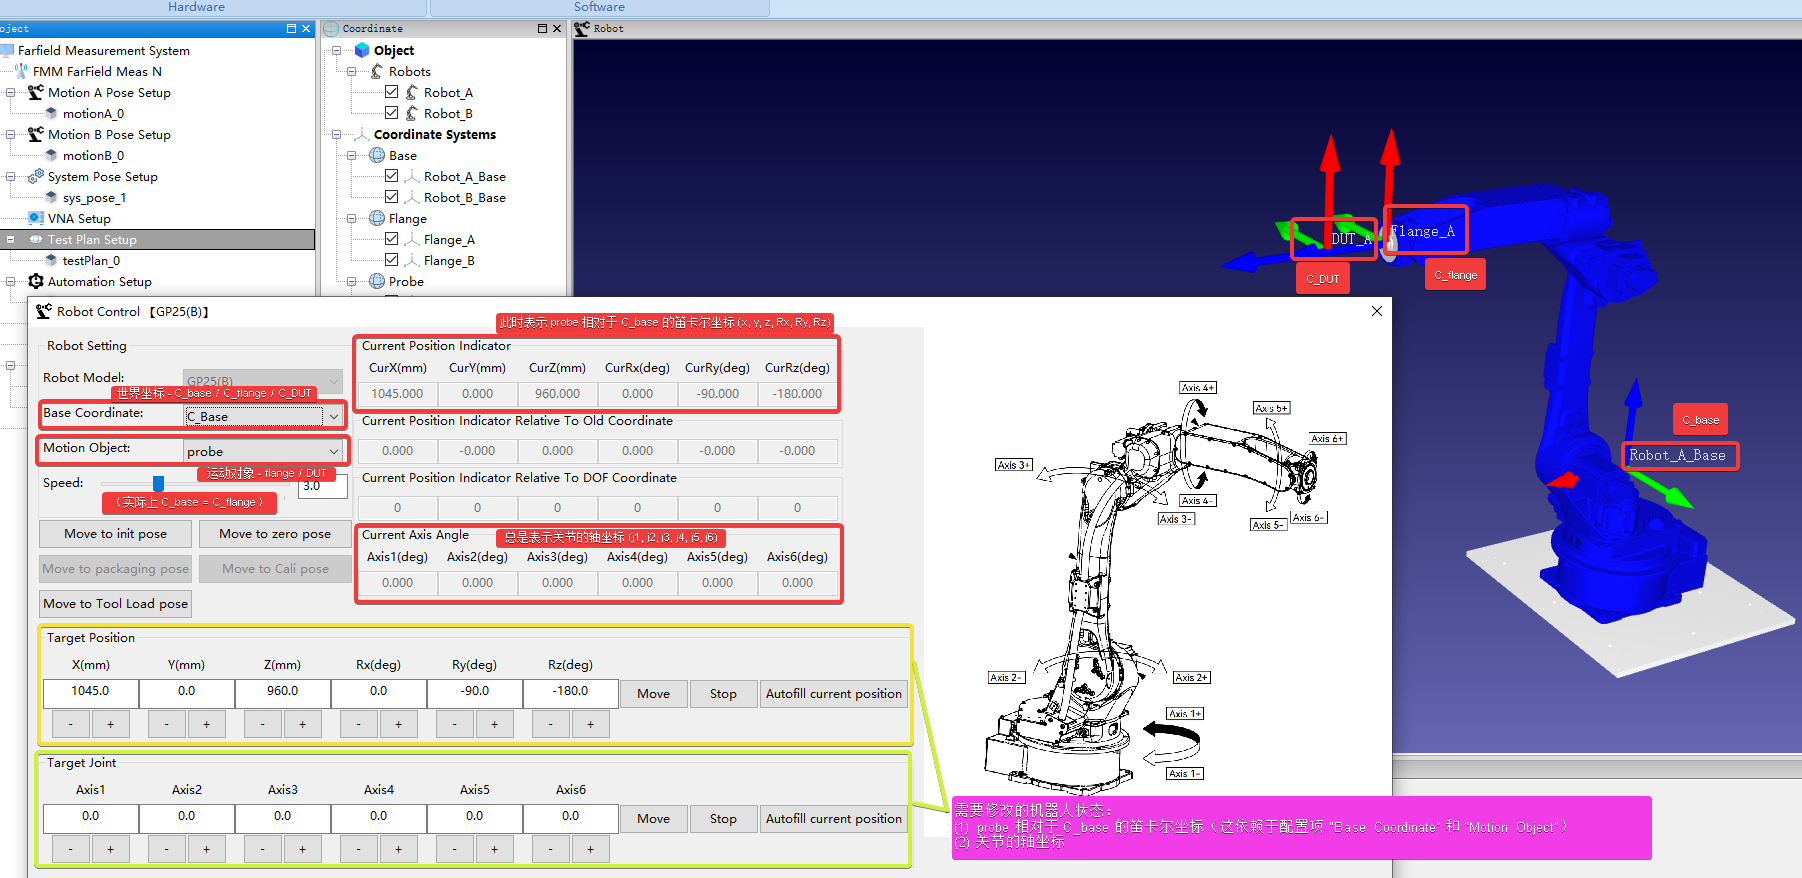 Hardware
Software
oject
Farfield Measurement System
FMM FarField Meas N
Motion A Pose Setup
motionA_0
Motion B Pose Setup
motionB_0
System Pose Setup
sys_pose_1
VNA Setup
Test Plan Setup
testPlan_0
Automation Setup
Coordinate
Object
Robots
Robot_A
Robot_B
Coordinate Systems
Base
Robot_A_Base
Robot_B_Base
Flange
Flange_A
Flange_B
Probe
Robot
DUT_A
Flange_A
C_DUT
C_flange
C_base
Robot_A_Base
Robot Control 【GP25(B)】
Robot Setting
Robot Model:
GP25(B)
世界坐标 - C_base / C_flange / C_DUT
Base Coordinate:
C_Base
Motion Object:
probe
运动对象 - flange / DUT
Speed:
3.0
（实际上 C_base = C_flange）
Move to init pose
Move to zero pose
Move to packaging pose
Move to Cali pose
Move to Tool Load pose
此时表示 probe 相对于 C_base 的笛卡尔坐标 (x, y, z, Rx, Ry, Rz)
Current Position Indicator
CurX(mm) CurY(mm) CurZ(mm) CurRx(deg) CurRy(deg) CurRz(deg)
1045.000 0.000 960.000 0.000 -90.000 -180.000
Current Position Indicator Relative To Old Coordinate
0.000 -0.000 0.000 0.000 -0.000 -0.000
Current Position Indicator Relative To DOF Coordinate
0 0 0 0 0 0
Current Axis Angle
总是表示关节的轴坐标 (j1, j2, j3, j4, j5, j6)
Axis1(deg) Axis2(deg) Axis3(deg) Axis4(deg) Axis5(deg) Axis6(deg)
0.000 0.000 0.000 0.000 0.000 0.000
Target Position
X(mm) Y(mm) Z(mm) Rx(deg) Ry(deg) Rz(deg)
1045.0 0.0 960.0 0.0 -90.0 -180.0
Move Stop Autofill current position
- + - + - + - + - + - +
Target Joint
Axis1 Axis2 Axis3 Axis4 Axis5 Axis6
0.0 0.0 0.0 0.0 0.0 0.0
Move Stop Autofill current position
- + - + - + - + - + - +
Axis 4+
Axis 5+
Axis 6+
Axis 3+
Axis 4-
Axis 3-
Axis 5-
Axis 6-
Axis 2-
Axis 2+
Axis 1+
Axis 1-
需要修改的机器人状态：
(1) probe 相对于 C_base 的笛卡尔坐标（这依赖于配置项 "Base Coordinate" 和 "Motion Object"）
(2) 关节的轴坐标